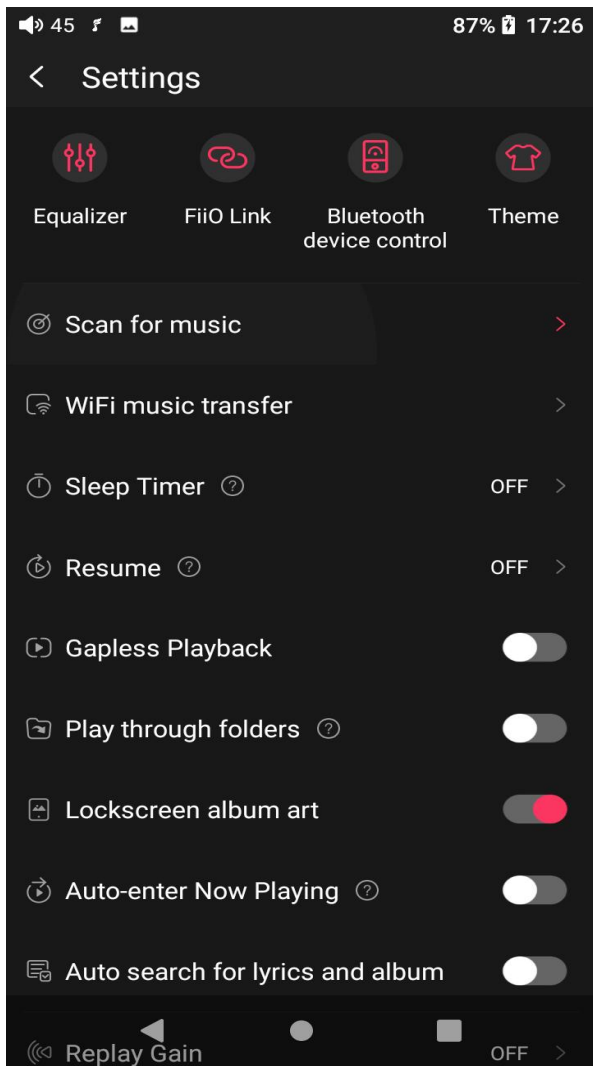 45
87% 17:26
Settings
Equalizer
FiiO Link
Bluetooth
device control
Theme
Scan for music
WiFi music transfer
Sleep Timer ? OFF
Resume ? OFF
Gapless Playback
Play through folders ?
Lockscreen album art
Auto-enter Now Playing ?
Auto search for lyrics and album
Replay Gain OFF